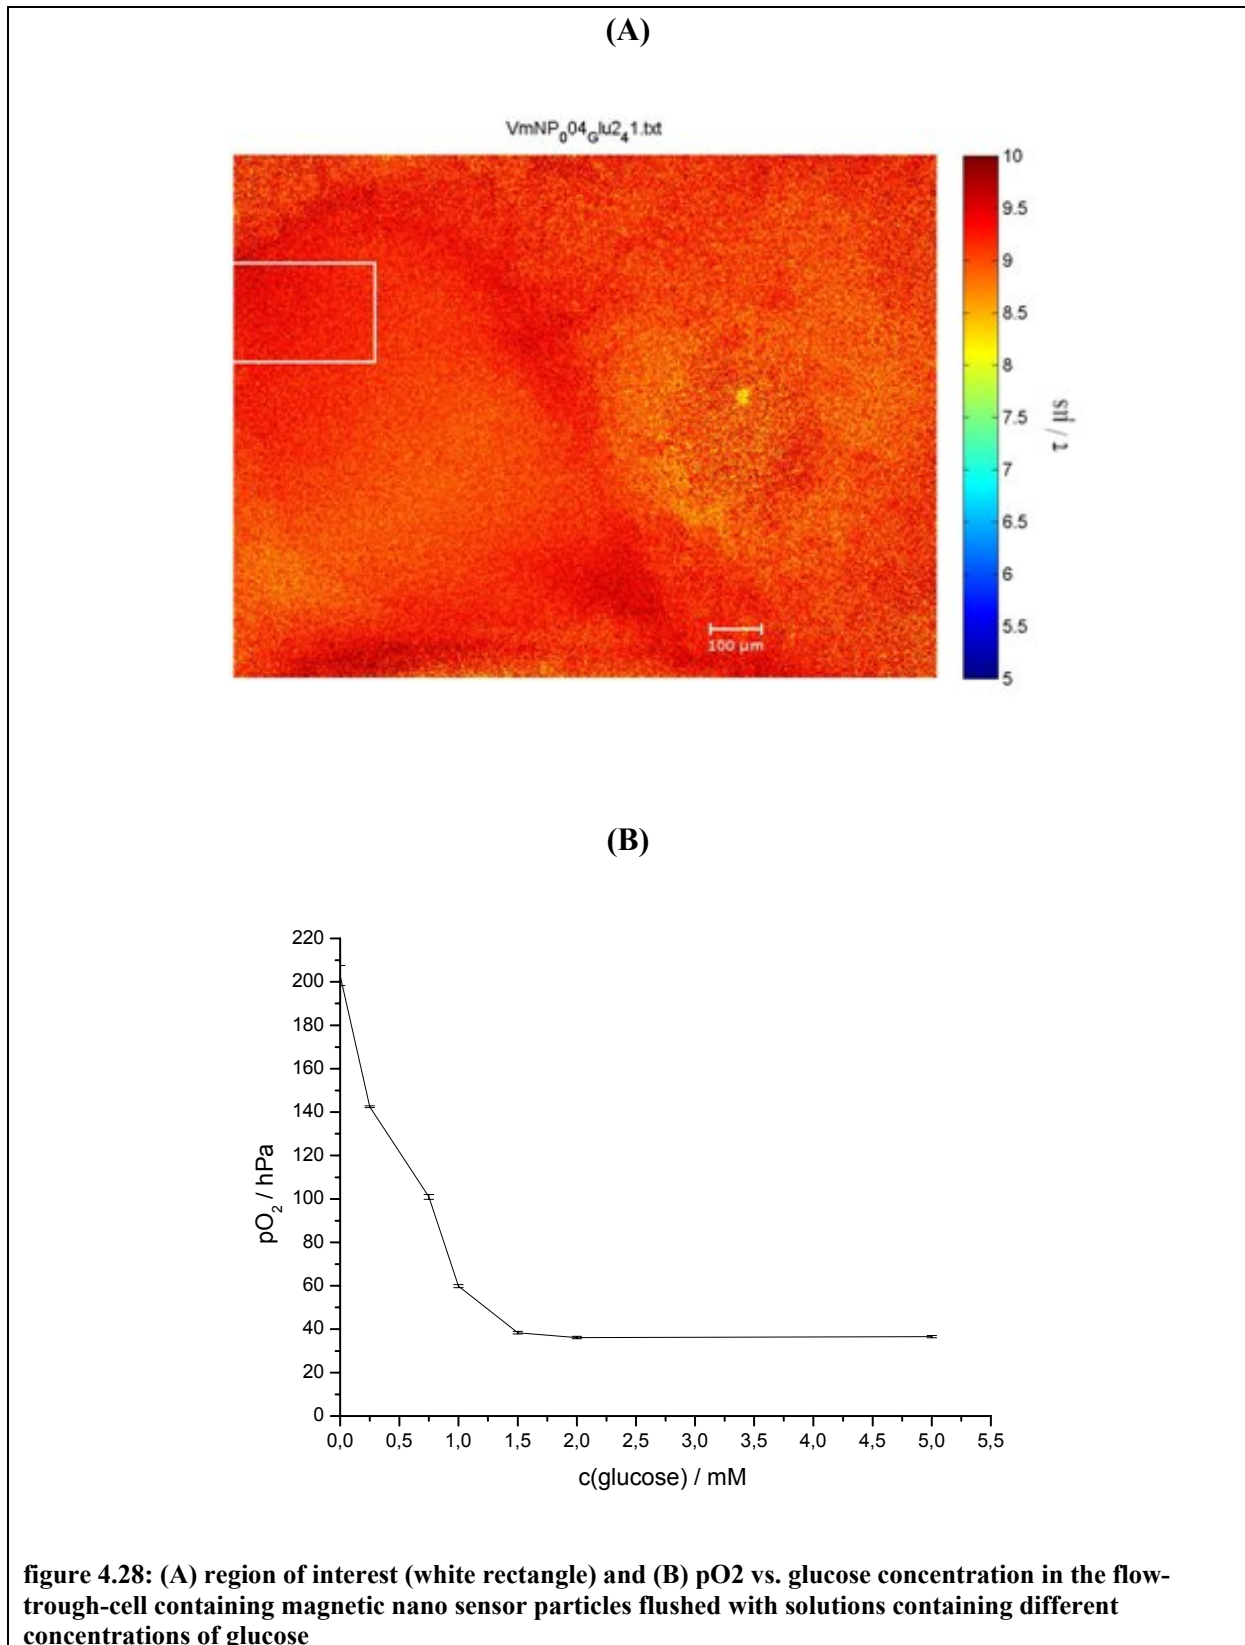 (A)
VmNP₀04_Glu2₄1.txt
10
9.5
9
8.5
8
7.5
7
6.5
6
5.5
5
τ / µs
100 µm
(B)
220
200
180
160
140
120
100
80
60
40
20
0
pO₂ / hPa
0,0 0,5 1,0 1,5 2,0 2,5 3,0 3,5 4,0 4,5 5,0 5,5
c(glucose) / mM
figure 4.28: (A) region of interest (white rectangle) and (B) pO2 vs. glucose concentration in the flow-
trough-cell containing magnetic nano sensor particles flushed with solutions containing different
concentrations of glucose